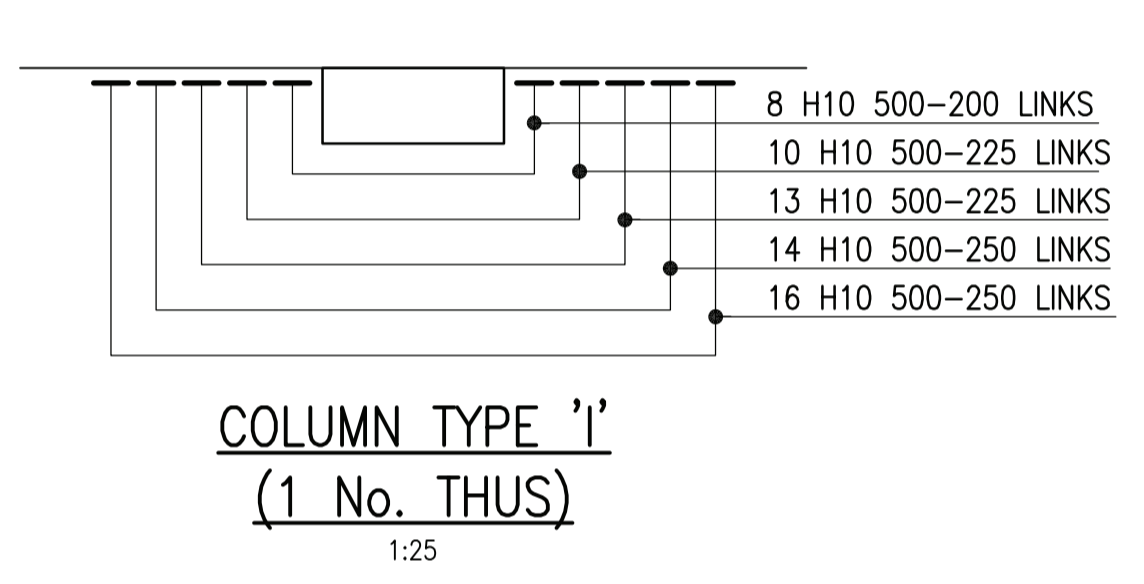 8 H10 500-200 LINKS
10 H10 500-225 LINKS
13 H10 500-225 LINKS
14 H10 500-250 LINKS
16 H10 500-250 LINKS
COLUMN TYPE 'I'
(1 No. THUS)
1:25